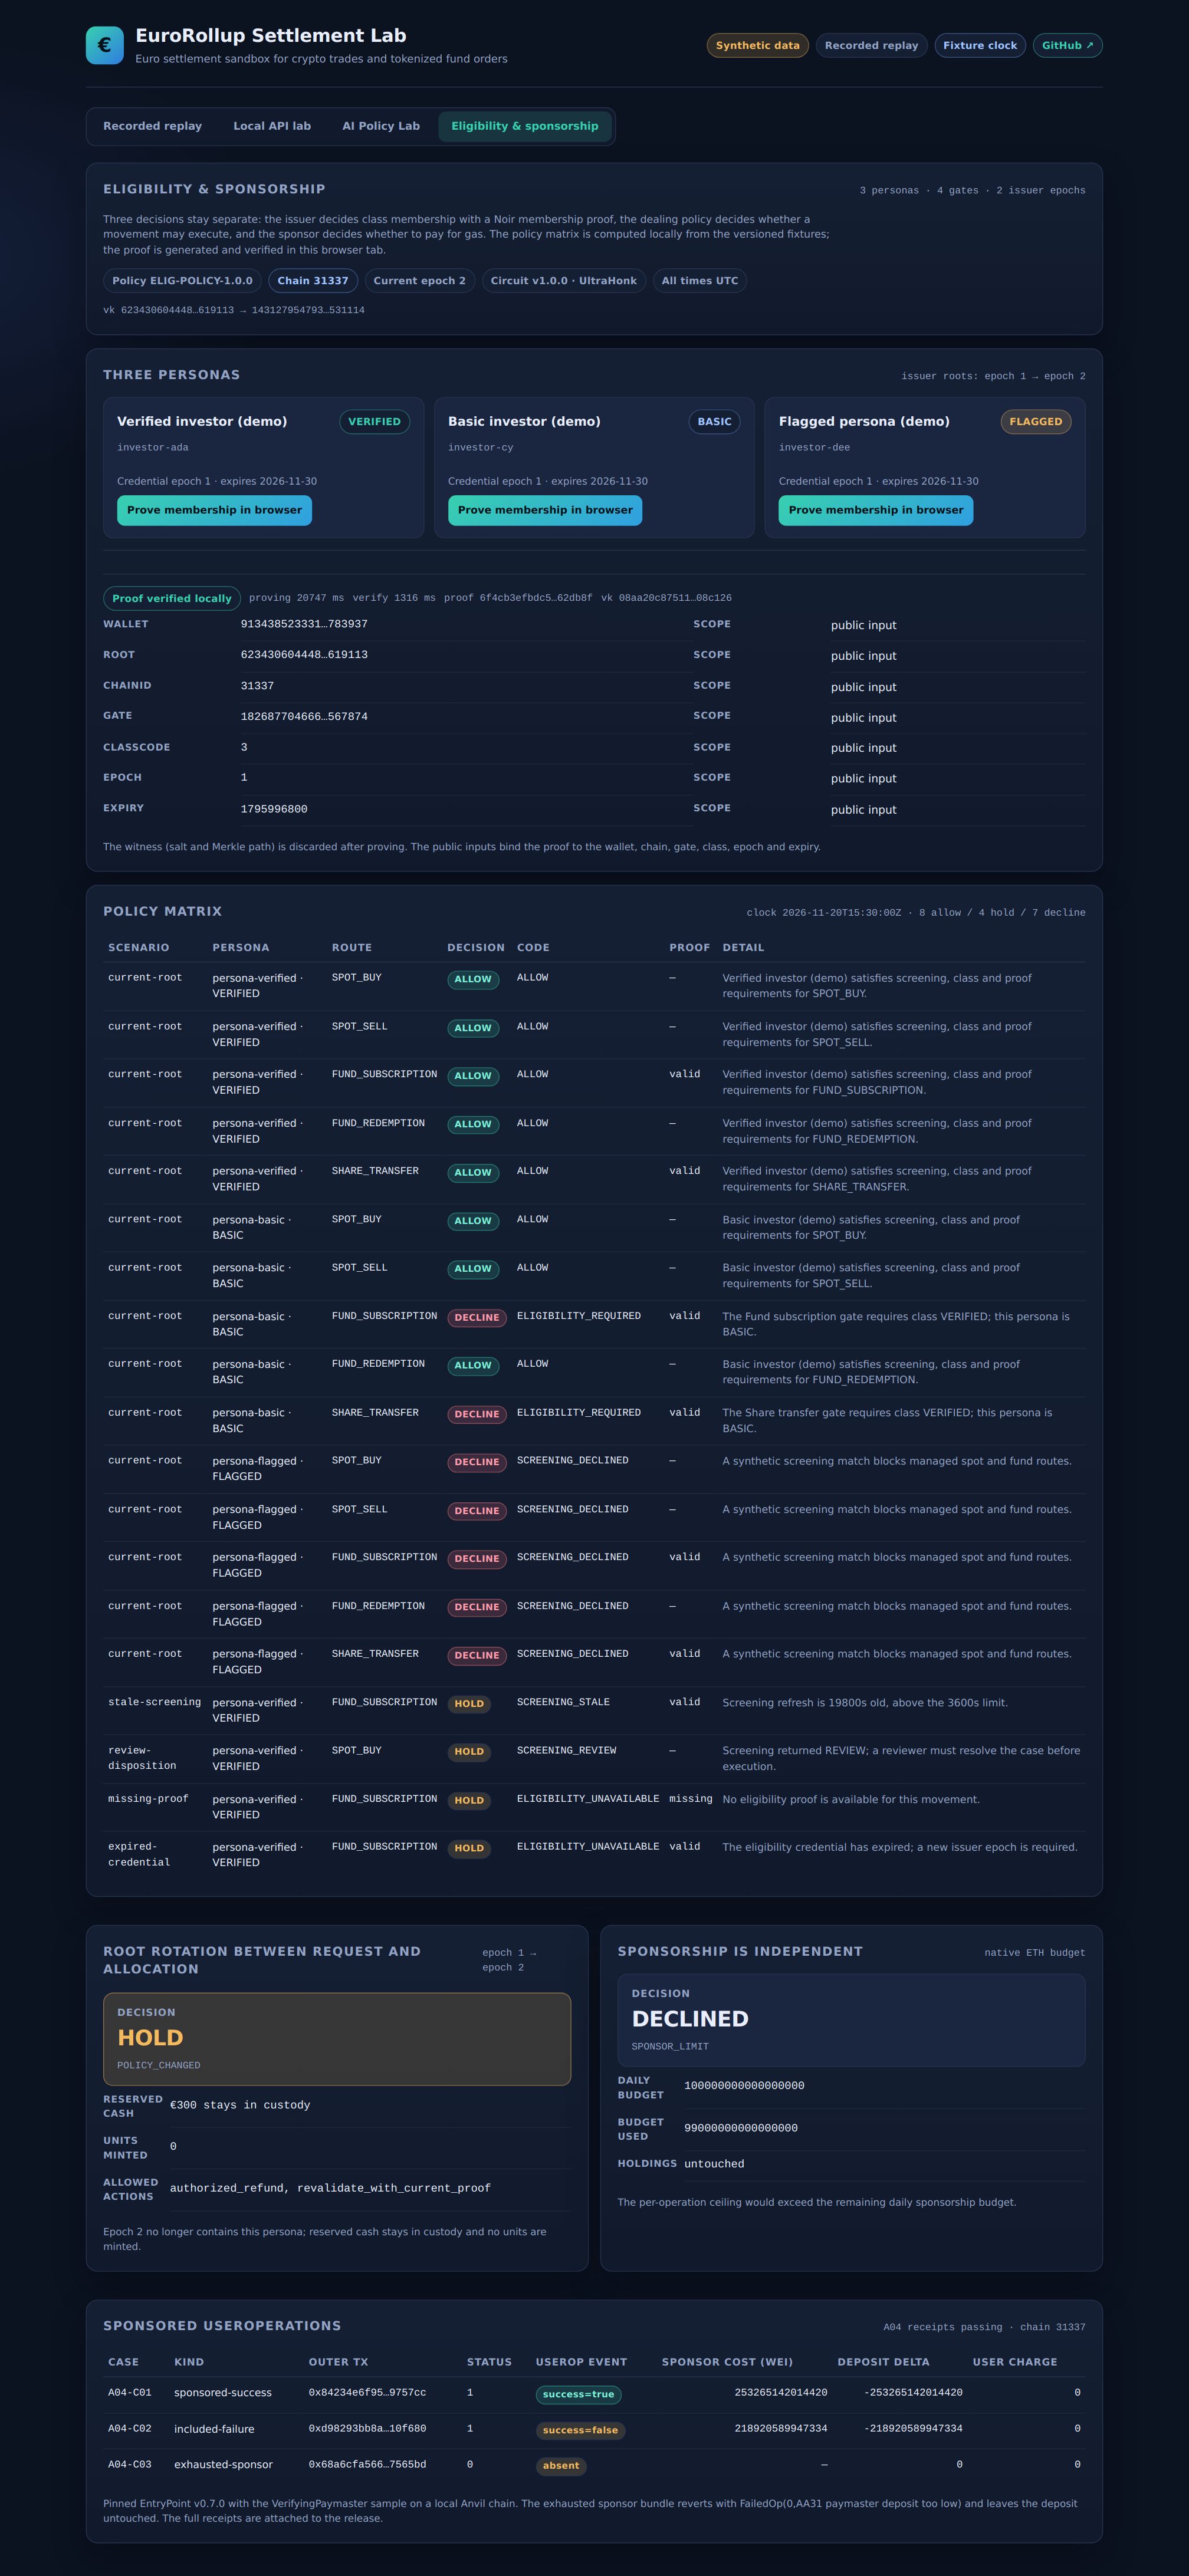 €
EuroRollup Settlement Lab
Euro settlement sandbox for crypto trades and tokenized fund orders
Synthetic data Recorded replay Fixture clock GitHub ↗
Recorded replay Local API lab AI Policy Lab Eligibility & sponsorship
ELIGIBILITY & SPONSORSHIP
3 personas · 4 gates · 2 issuer epochs
Three decisions stay separate: the issuer decides class membership with a Noir membership proof, the dealing policy decides whether a
movement may execute, and the sponsor decides whether to pay for gas. The policy matrix is computed locally from the versioned fixtures;
the proof is generated and verified in this browser tab.
Policy ELIG-POLICY-1.0.0 Chain 31337 Current epoch 2 Circuit v1.0.0 · UltraHonk All times UTC
vk 623430604448…619113 → 143127954793…531114
THREE PERSONAS
issuer roots: epoch 1 → epoch 2
Verified investor (demo) VERIFIED
investor-ada
Credential epoch 1 · expires 2026-11-30
Prove membership in browser
Basic investor (demo) BASIC
investor-cy
Credential epoch 1 · expires 2026-11-30
Prove membership in browser
Flagged persona (demo) FLAGGED
investor-dee
Credential epoch 1 · expires 2026-11-30
Prove membership in browser
Proof verified locally proving 20747 ms verify 1316 ms proof 6f4cb3efbdc5…62db8f vk 08aa20c87511…08c126
WALLET 913438523331…783937 SCOPE public input
ROOT 623430604448…619113 SCOPE public input
CHAINID 31337 SCOPE public input
GATE 182687704666…567874 SCOPE public input
CLASSCODE 3 SCOPE public input
EPOCH 1 SCOPE public input
EXPIRY 1795996800 SCOPE public input
The witness (salt and Merkle path) is discarded after proving. The public inputs bind the proof to the wallet, chain, gate, class, epoch and expiry.
POLICY MATRIX
clock 2026-11-20T15:30:00Z · 8 allow / 4 hold / 7 decline
SCENARIO PERSONA ROUTE DECISION CODE PROOF DETAIL
current-root persona-verified · SPOT_BUY ALLOW ALLOW — Verified investor (demo) satisfies screening, class and proof
VERIFIED requirements for SPOT_BUY.
current-root persona-verified · SPOT_SELL ALLOW ALLOW — Verified investor (demo) satisfies screening, class and proof
VERIFIED requirements for SPOT_SELL.
current-root persona-verified · FUND_SUBSCRIPTION ALLOW ALLOW valid Verified investor (demo) satisfies screening, class and proof
VERIFIED requirements for FUND_SUBSCRIPTION.
current-root persona-verified · FUND_REDEMPTION ALLOW ALLOW — Verified investor (demo) satisfies screening, class and proof
VERIFIED requirements for FUND_REDEMPTION.
current-root persona-verified · SHARE_TRANSFER ALLOW ALLOW valid Verified investor (demo) satisfies screening, class and proof
VERIFIED requirements for SHARE_TRANSFER.
current-root persona-basic · SPOT_BUY ALLOW ALLOW — Basic investor (demo) satisfies screening, class and proof
BASIC requirements for SPOT_BUY.
current-root persona-basic · SPOT_SELL ALLOW ALLOW — Basic investor (demo) satisfies screening, class and proof
BASIC requirements for SPOT_SELL.
current-root persona-basic · FUND_SUBSCRIPTION DECLINE ELIGIBILITY_REQUIRED valid The Fund subscription gate requires class VERIFIED; this persona is
BASIC BASIC.
current-root persona-basic · FUND_REDEMPTION ALLOW ALLOW — Basic investor (demo) satisfies screening, class and proof
BASIC requirements for FUND_REDEMPTION.
current-root persona-basic · SHARE_TRANSFER DECLINE ELIGIBILITY_REQUIRED valid The Share transfer gate requires class VERIFIED; this persona is
BASIC BASIC.
current-root persona-flagged · SPOT_BUY DECLINE SCREENING_DECLINED — A synthetic screening match blocks managed spot and fund routes.
FLAGGED
current-root persona-flagged · SPOT_SELL DECLINE SCREENING_DECLINED — A synthetic screening match blocks managed spot and fund routes.
FLAGGED
current-root persona-flagged · FUND_SUBSCRIPTION DECLINE SCREENING_DECLINED valid A synthetic screening match blocks managed spot and fund routes.
FLAGGED
current-root persona-flagged · FUND_REDEMPTION DECLINE SCREENING_DECLINED — A synthetic screening match blocks managed spot and fund routes.
FLAGGED
current-root persona-flagged · SHARE_TRANSFER DECLINE SCREENING_DECLINED valid A synthetic screening match blocks managed spot and fund routes.
FLAGGED
stale-screening persona-verified · FUND_SUBSCRIPTION HOLD SCREENING_STALE valid Screening refresh is 19800s old, above the 3600s limit.
VERIFIED
review- persona-verified · SPOT_BUY HOLD SCREENING_REVIEW — Screening returned REVIEW; a reviewer must resolve the case before
disposition VERIFIED execution.
missing-proof persona-verified · FUND_SUBSCRIPTION HOLD ELIGIBILITY_UNAVAILABLE missing No eligibility proof is available for this movement.
VERIFIED
expired- persona-verified · FUND_SUBSCRIPTION HOLD ELIGIBILITY_UNAVAILABLE valid The eligibility credential has expired; a new issuer epoch is required.
credential VERIFIED
ROOT ROTATION BETWEEN REQUEST AND
ALLOCATION
epoch 1 →
epoch 2
DECISION
HOLD
POLICY_CHANGED
RESERVED
CASH
€300 stays in custody
UNITS
MINTED
0
ALLOWED
ACTIONS
authorized_refund, revalidate_with_current_proof
Epoch 2 no longer contains this persona; reserved cash stays in custody and no units are
minted.
SPONSORSHIP IS INDEPENDENT
native ETH budget
DECISION
DECLINED
SPONSOR_LIMIT
DAILY
BUDGET
100000000000000000
BUDGET
USED
99000000000000000
HOLDINGS untouched
The per-operation ceiling would exceed the remaining daily sponsorship budget.
SPONSORED USEROPERATIONS
A04 receipts passing · chain 31337
CASE KIND OUTER TX STATUS USEROP EVENT SPONSOR COST (WEI) DEPOSIT DELTA USER CHARGE
A04-C01 sponsored-success 0x84234e6f95…9757cc 1 success=true 253265142014420 -253265142014420 0
A04-C02 included-failure 0xd98293bb8a…10f680 1 success=false 218920589947334 -218920589947334 0
A04-C03 exhausted-sponsor 0x68a6cfa566…7565bd 0 absent — 0 0
Pinned EntryPoint v0.7.0 with the VerifyingPaymaster sample on a local Anvil chain. The exhausted sponsor bundle reverts with FailedOp(0,AA31 paymaster deposit too low) and leaves the deposit
untouched. The full receipts are attached to the release.